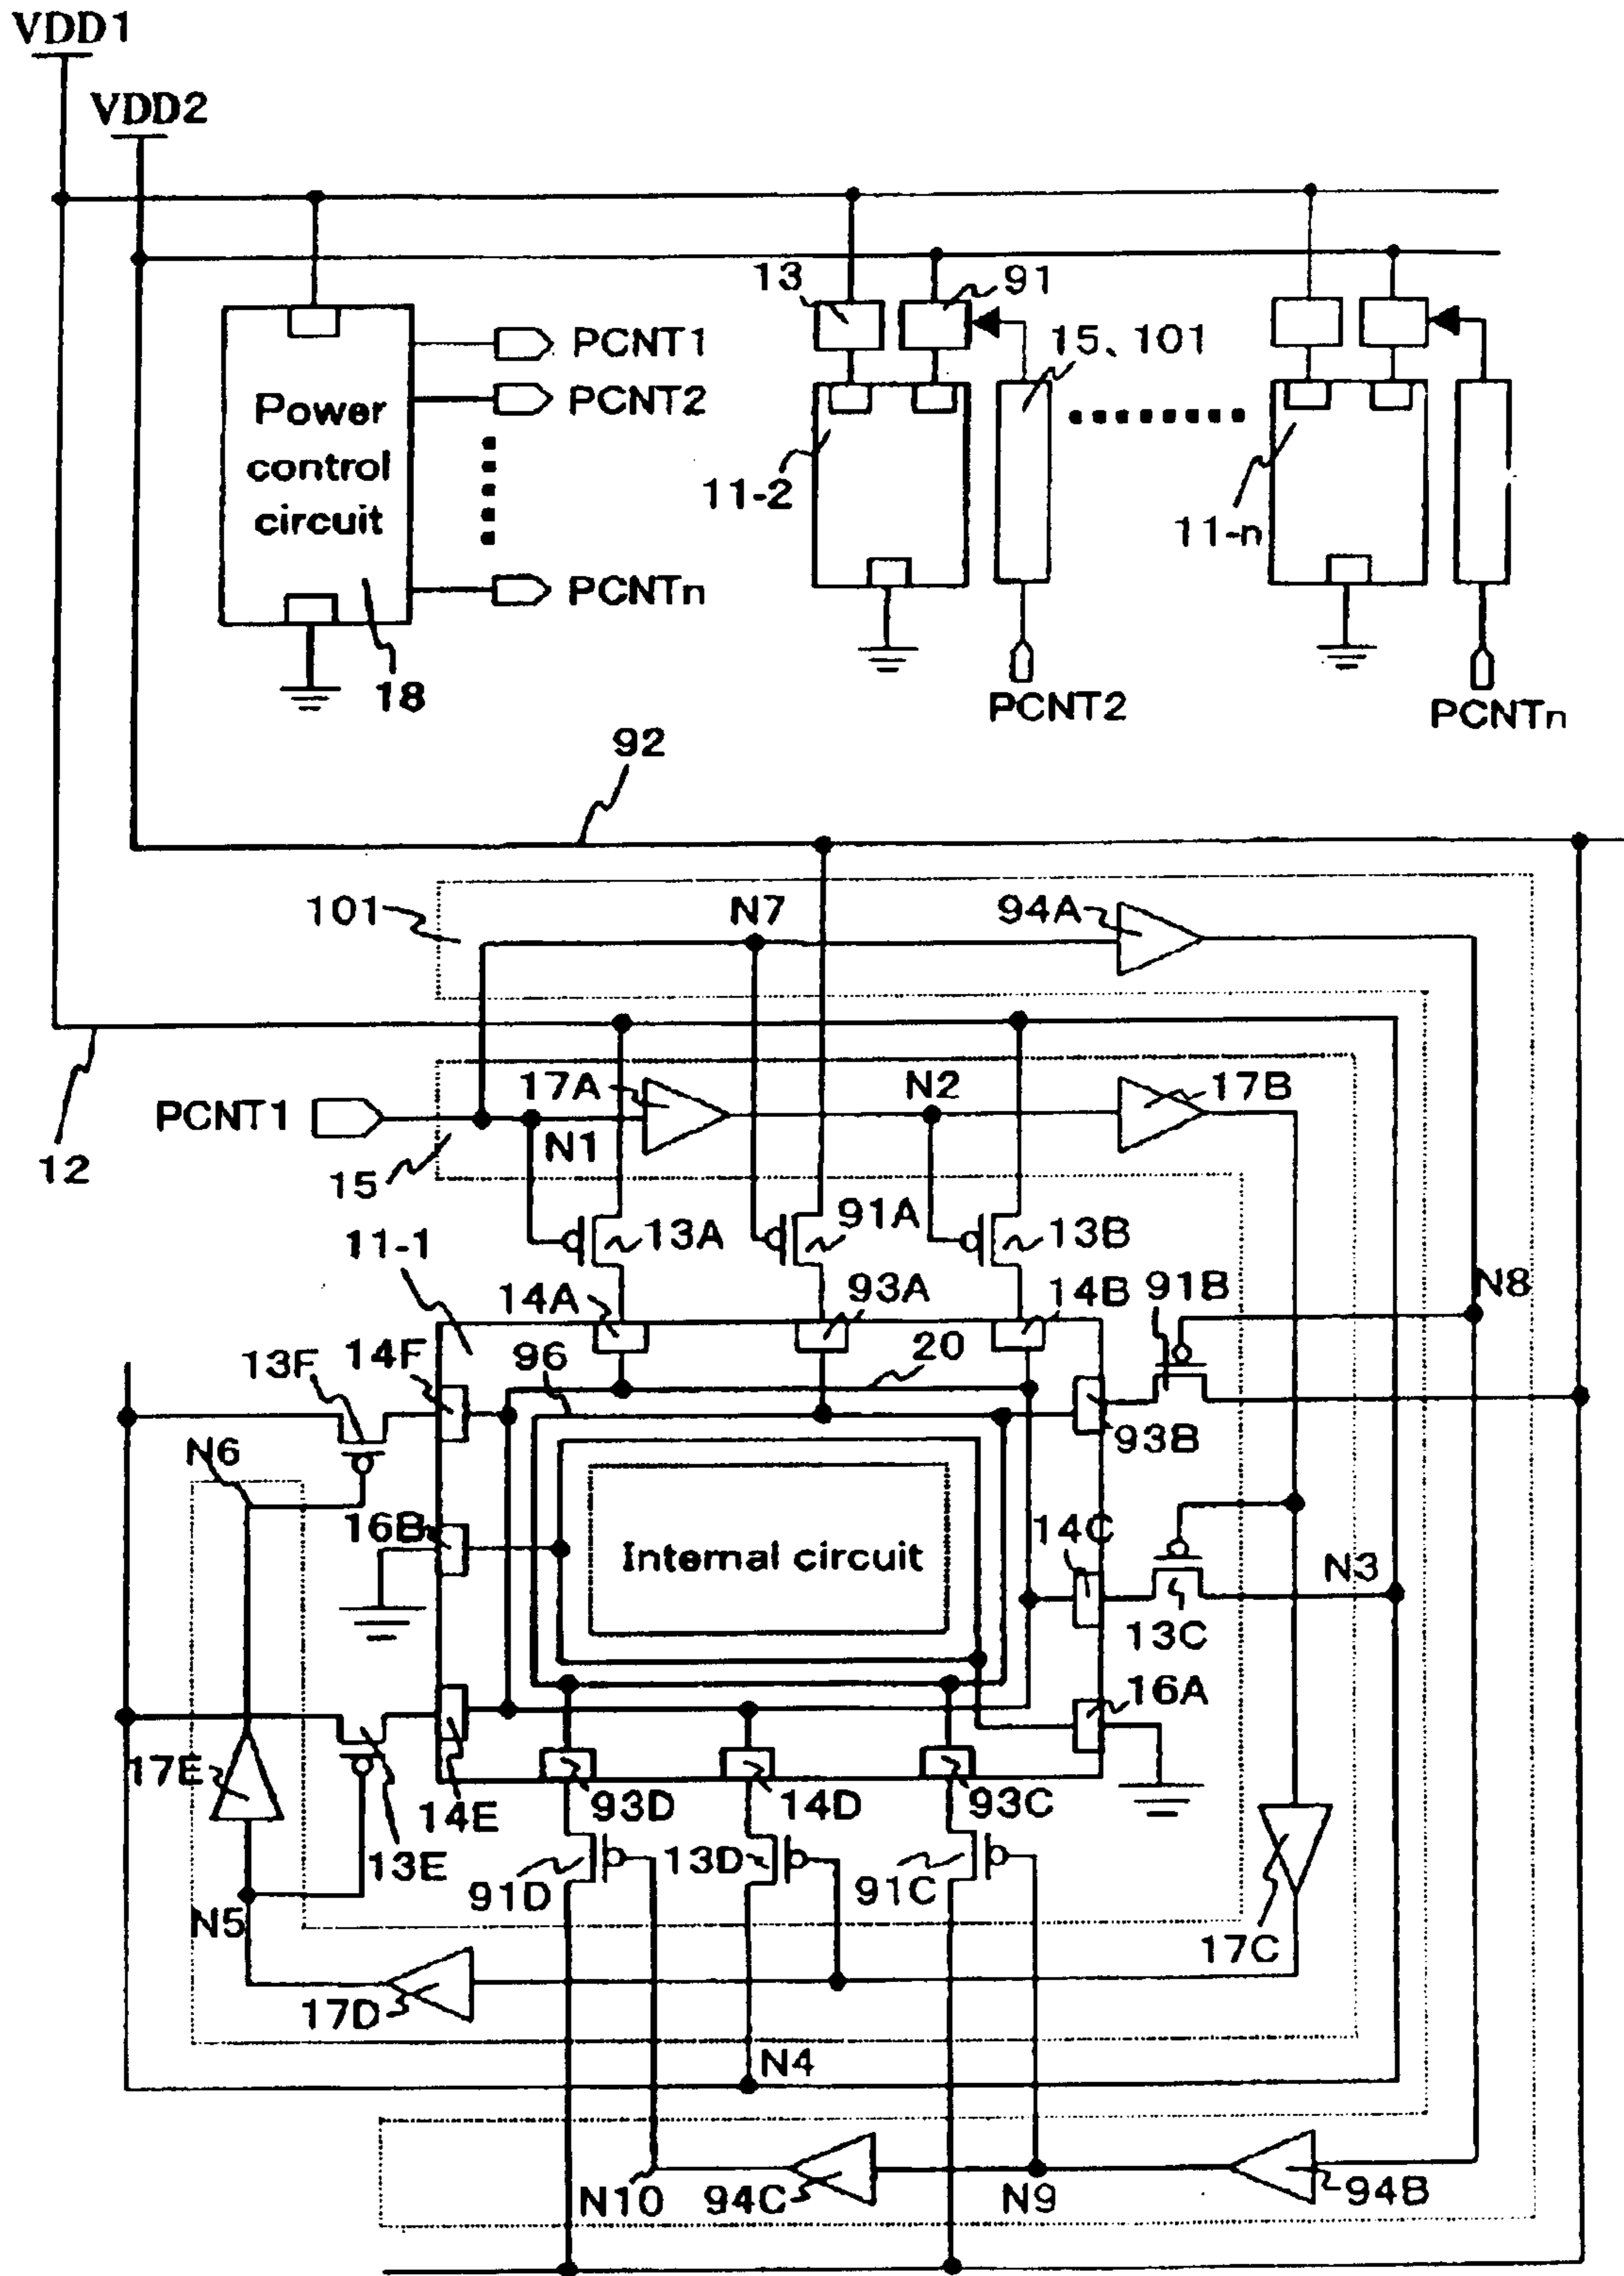 VDD1
VDD2
13
91
15、101
PCNT1
PCNT2
PCNTn
Power
control
circuit
18
11-2
11-n
PCNT2
PCNTn
92
101
N7
94A
17A
N2
17B
PCNT1
N1
12
15
11-1
13A
91A
13B
14A
93A
14B
91B
N8
13F
14F
96
20
93B
N6
16B
Internal circuit
14C
N3
13C
16A
17E
14E
93D
14D
93C
13E
91D
13D
91C
N5
17C
17D
N4
N10
94C
N9
94B